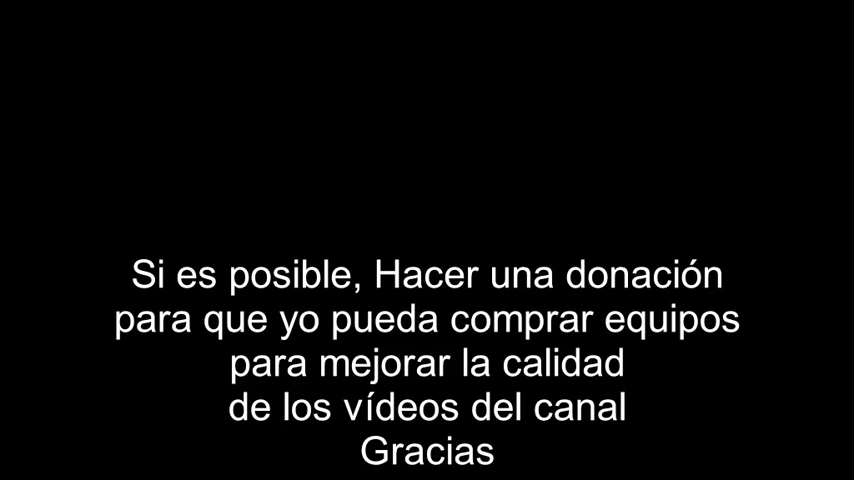 Si es posible, Hacer una donación
para que yo pueda comprar equipos
para mejorar la calidad
de los vídeos del canal
Gracias